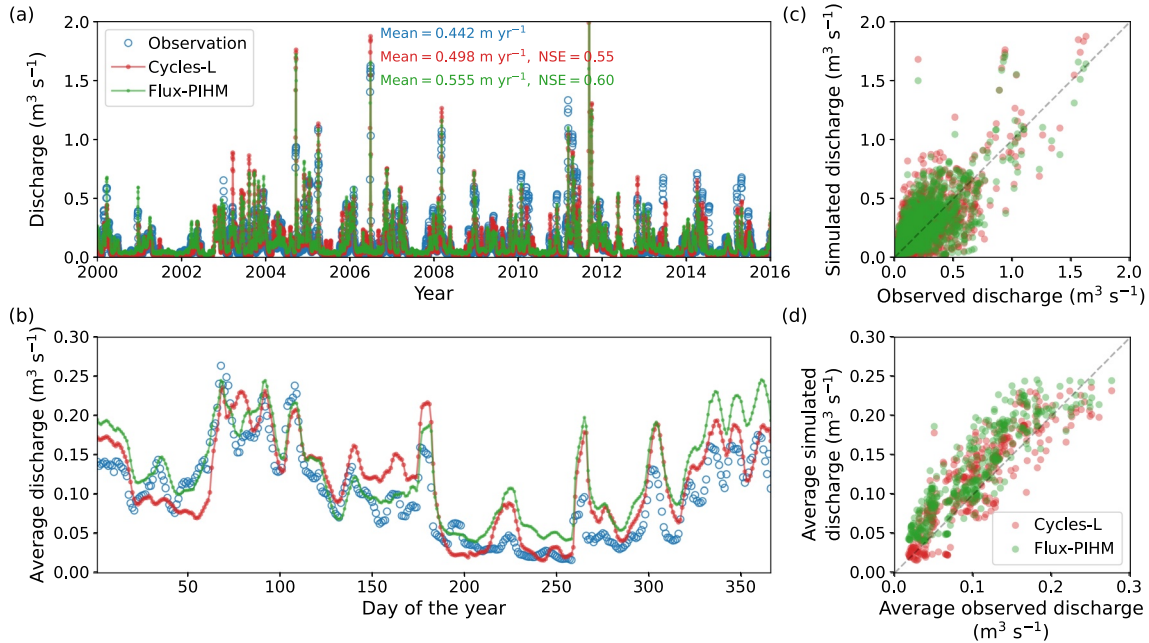 (a)
2.0
1.5
1.0
0.5
0.0
Discharge (m³ s⁻¹)
Observation
Cycles-L
Flux-PIHM
Mean = 0.442 m yr⁻¹
Mean = 0.498 m yr⁻¹, NSE = 0.55
Mean = 0.555 m yr⁻¹, NSE = 0.60
2000 2002 2004 2006 2008 2010 2012 2014 2016
Year
(c)
2.0
1.5
1.0
0.5
0.0
Simulated discharge (m³ s⁻¹)
0.0 0.5 1.0 1.5 2.0
Observed discharge (m³ s⁻¹)
(b)
0.30
0.25
0.20
0.15
0.10
0.05
0.00
Average discharge (m³ s⁻¹)
50 100 150 200 250 300 350
Day of the year
(d)
0.30
0.25
0.20
0.15
0.10
0.05
0.00
Average simulated
discharge (m³ s⁻¹)
Cycles-L
Flux-PIHM
0.0 0.1 0.2 0.3
Average observed discharge
(m³ s⁻¹)